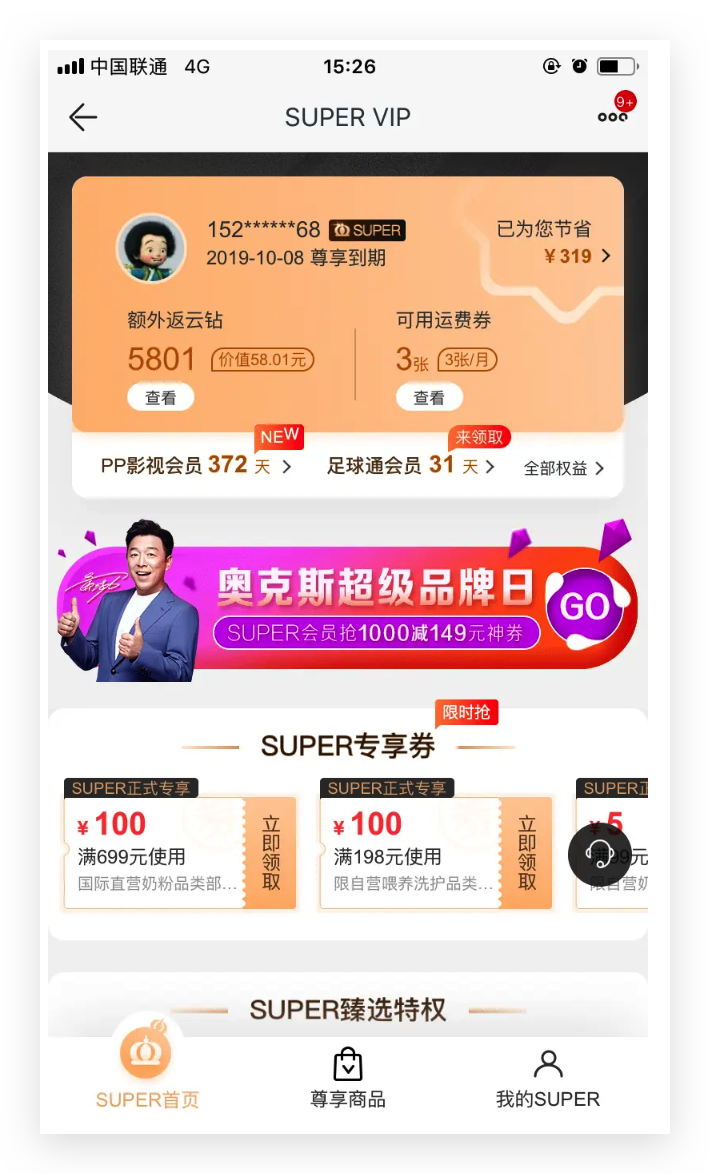 中国联通 4G 15:26
SUPER VIP
9+
152******68 SUPER
2019-10-08 尊享到期
已为您节省
¥319
额外返云钻
5801 价值58.01元
查看
可用运费券
3张 3张/月
查看
NEW
PP影视会员 372 天
来领取
足球通会员 31 天
全部权益
奥克斯超级品牌日
SUPER会员抢1000减149元神券
GO
限时抢
SUPER专享券
SUPER正式专享
¥100
满699元使用
国际直营奶粉品类部...
立即领取
SUPER正式专享
¥100
满198元使用
限自营喂养洗护品类...
立即领取
SUPER正
¥5
满99元
限自营奶
SUPER臻选特权
SUPER首页
尊享商品
我的SUPER